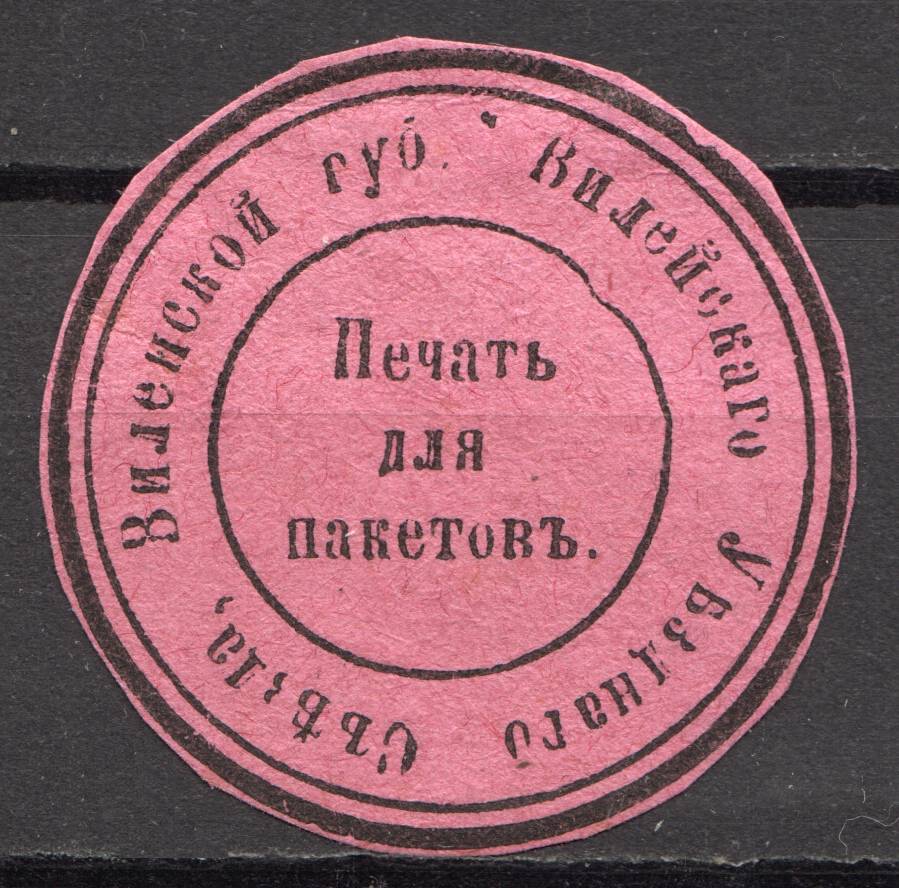 Виленской губ. Вилейскаго Уѣзднаго Съѣзда,
Печать
для
пакетовъ.